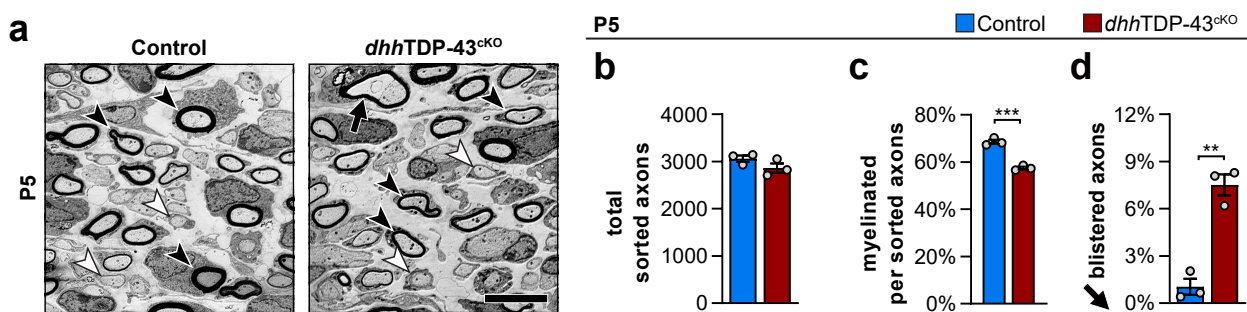 a
Control
dhhTDP-43cKO
P5
P5
Control
dhhTDP-43cKO
b
total
sorted axons
4000
3000
2000
1000
0
c
myelinated
per sorted axons
80%
60%
40%
20%
0%
***
d
blistered axons
12%
9%
6%
3%
0%
**